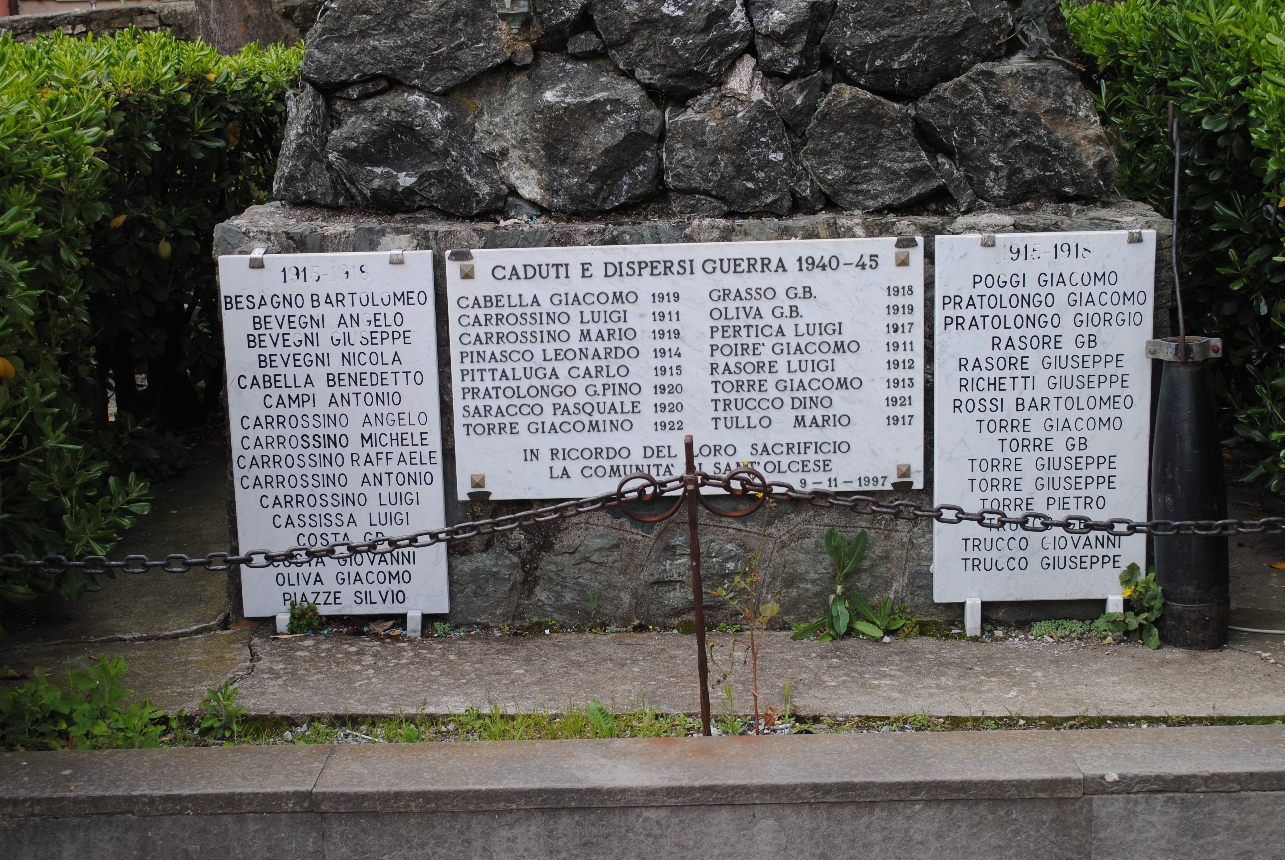 1915-1918
BESAGNO BARTOLOMEO
BEVEGNI ANGELO
BEVEGNI GIUSEPPE
BEVEGNI NICOLA
CABELLA BENEDETTO
CAMPI ANTONIO
CARROSSINO ANGELO
CARROSSINO MICHELE
CARROSSINO RAFFAELE
CARROSSINO ANTONIO
CARROSSINO LUIGI
CASSISSA LUIGI
COSTA
GIOVANNI
OLIVA GIACOMO
PIAZZE SILVIO
CADUTI E DISPERSI GUERRA 1940-45
CABELLA GIACOMO 1919
CARROSSINO LUIGI 1911
CARROSSINO MARIO 1919
PINASCO LEONARDO 1914
PITTALUGA CARLO 1915
PRATOLONGO G.PINO 1920
SARACCO PASQUALE 1920
TORRE GIACOMINO 1922
GRASSO G.B. 1918
OLIVA G.B. 1919
PERTICA LUIGI 1917
POIRE' GIACOMO 1911
RASORE LUIGI 1912
TORRE GIACOMO 1913
TRUCCO DINO 1921
TULLO MARIO 1917
IN RICORDO DEL LORO SACRIFICIO
LA COMUNITA' DI SANTOLCESE
9-11-1997
1915-1918
POGGI GIACOMO
PRATOLONGO GIACOMO
PRATOLONGO GIORGIO
RASORE GB
RASORE GIUSEPPE
RICHETTI GIUSEPPE
ROSSI BARTOLOMEO
TORRE GIACOMO
TORRE GB
TORRE GIUSEPPE
TORRE GIUSEPPE
TORRE PIETRO
TRUCCO GIOVANNI
TRUCCO GIUSEPPE